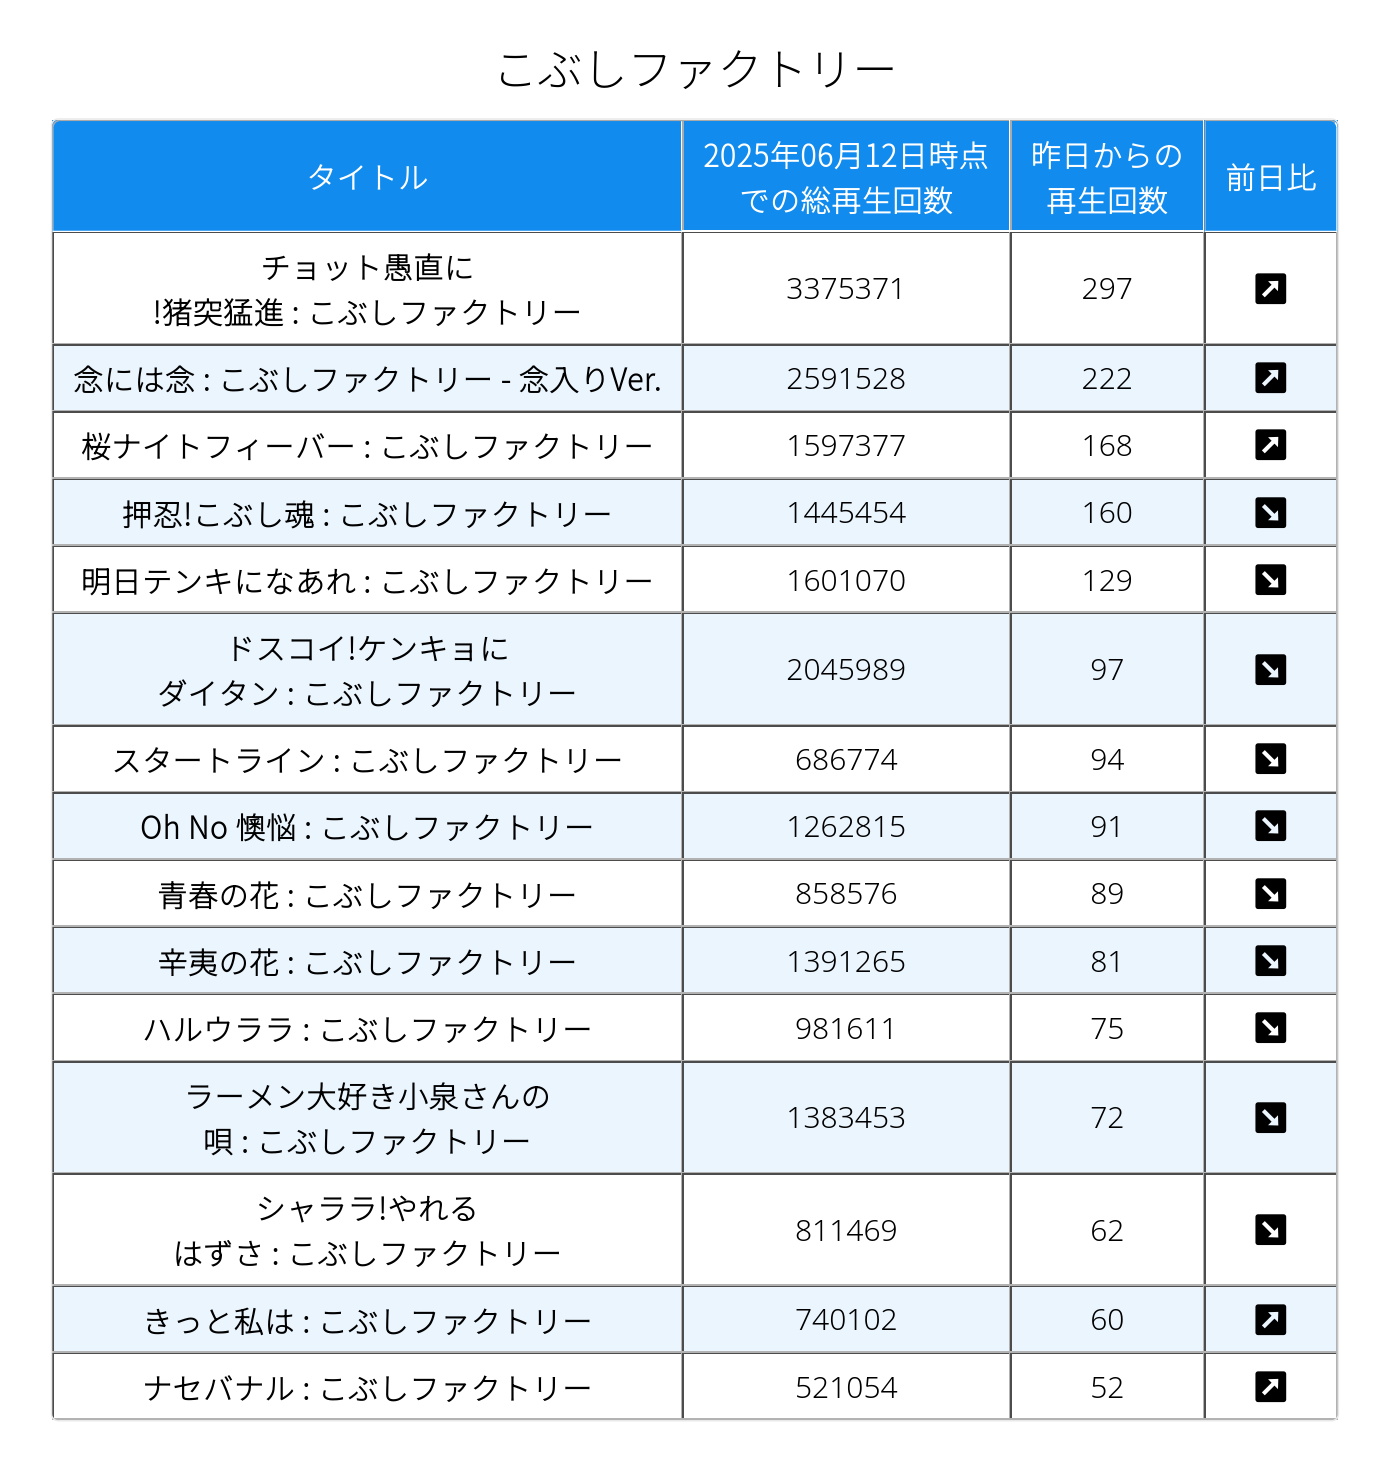 こぶしファクトリー
タイトル
2025年06月12日時点
での総再生回数
昨日からの
再生回数
前日比
チョット愚直に
!猪突猛進 : こぶしファクトリー
3375371
297
↗
念には念 : こぶしファクトリー - 念入りVer.
2591528
222
↗
桜ナイトフィーバー : こぶしファクトリー
1597377
168
↗
押忍!こぶし魂 : こぶしファクトリー
1445454
160
↘
明日テンキになあれ : こぶしファクトリー
1601070
129
↘
ドスコイ!ケンキョに
ダイタン : こぶしファクトリー
2045989
97
↘
スタートライン : こぶしファクトリー
686774
94
↘
Oh No 懊悩 : こぶしファクトリー
1262815
91
↘
青春の花 : こぶしファクトリー
858576
89
↘
辛夷の花 : こぶしファクトリー
1391265
81
↘
ハルウララ : こぶしファクトリー
981611
75
↘
ラーメン大好き小泉さんの
唄 : こぶしファクトリー
1383453
72
↘
シャララ!やれる
はずさ : こぶしファクトリー
811469
62
↘
きっと私は : こぶしファクトリー
740102
60
↗
ナセバナル : こぶしファクトリー
521054
52
↗